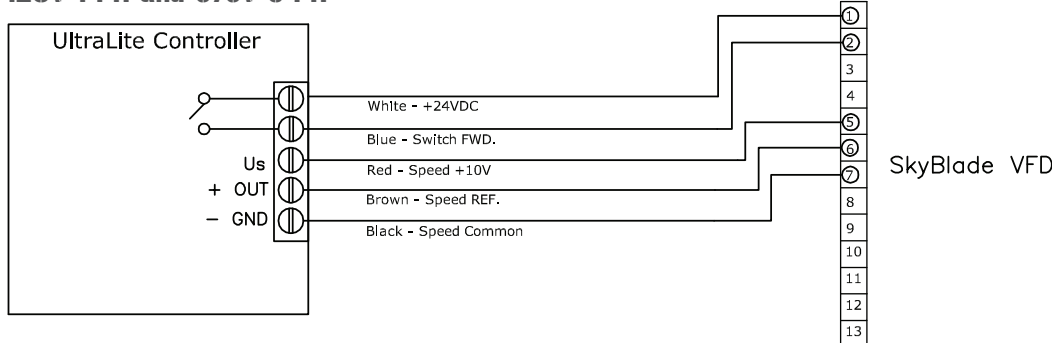 UltraLite Controller
1
2
3
White - +24VDC
4
Blue - Switch FWD.
5
Us
Red - Speed +10V
6
SkyBlade VFD
+ OUT
Brown - Speed REF.
7
8
- GND
Black - Speed Common
9
10
11
12
13